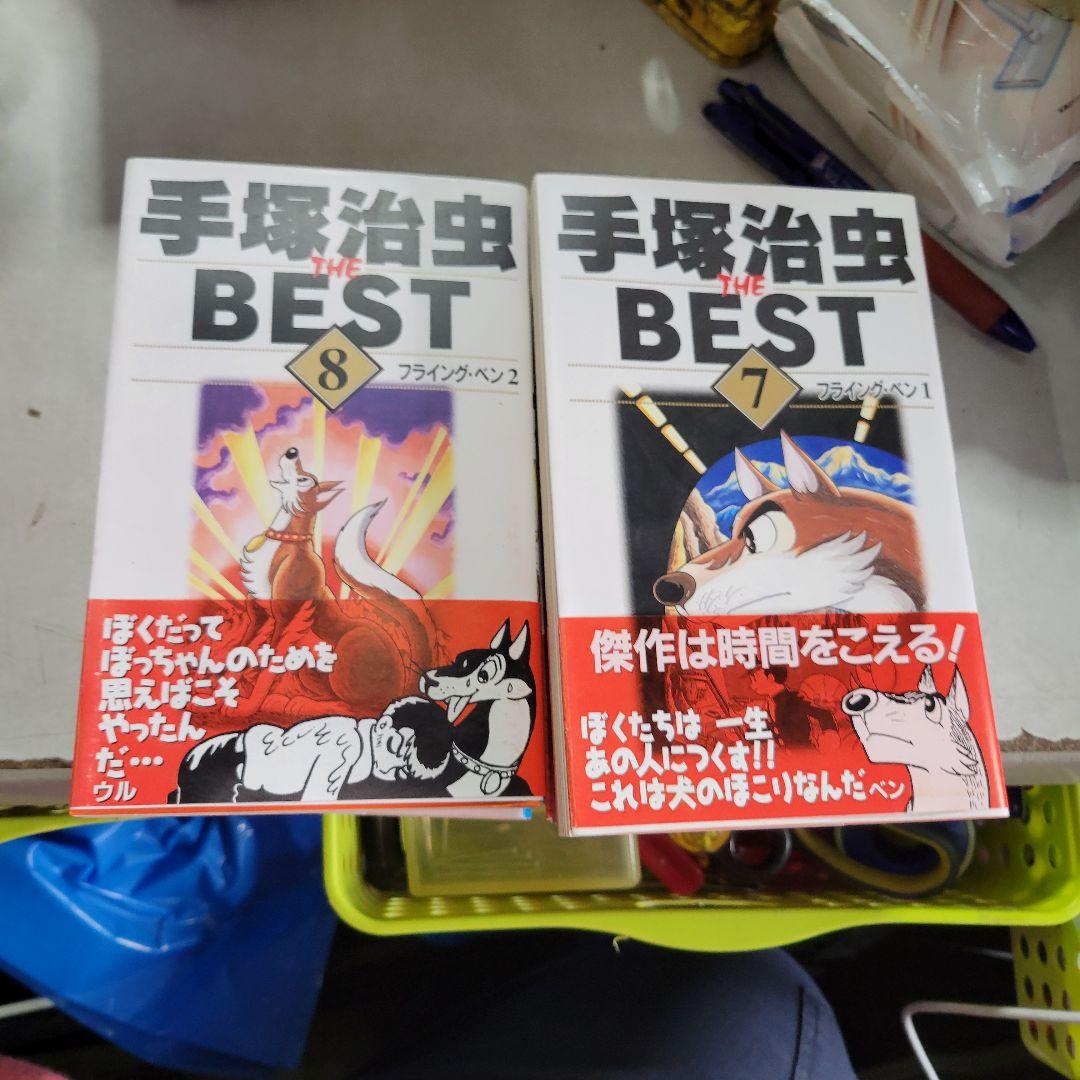 手塚治虫
THE
BEST
8
フライング・ベン2
ぼくだって
ぼっちゃんのためを
思えばこそ
やったん
だ…
ウル
手塚治虫
THE
BEST
7
フライング・ベン1
傑作は時間をこえる!
ぼくたちは 一生
あの人につくす!!
これは犬のほこりなんだ ベン